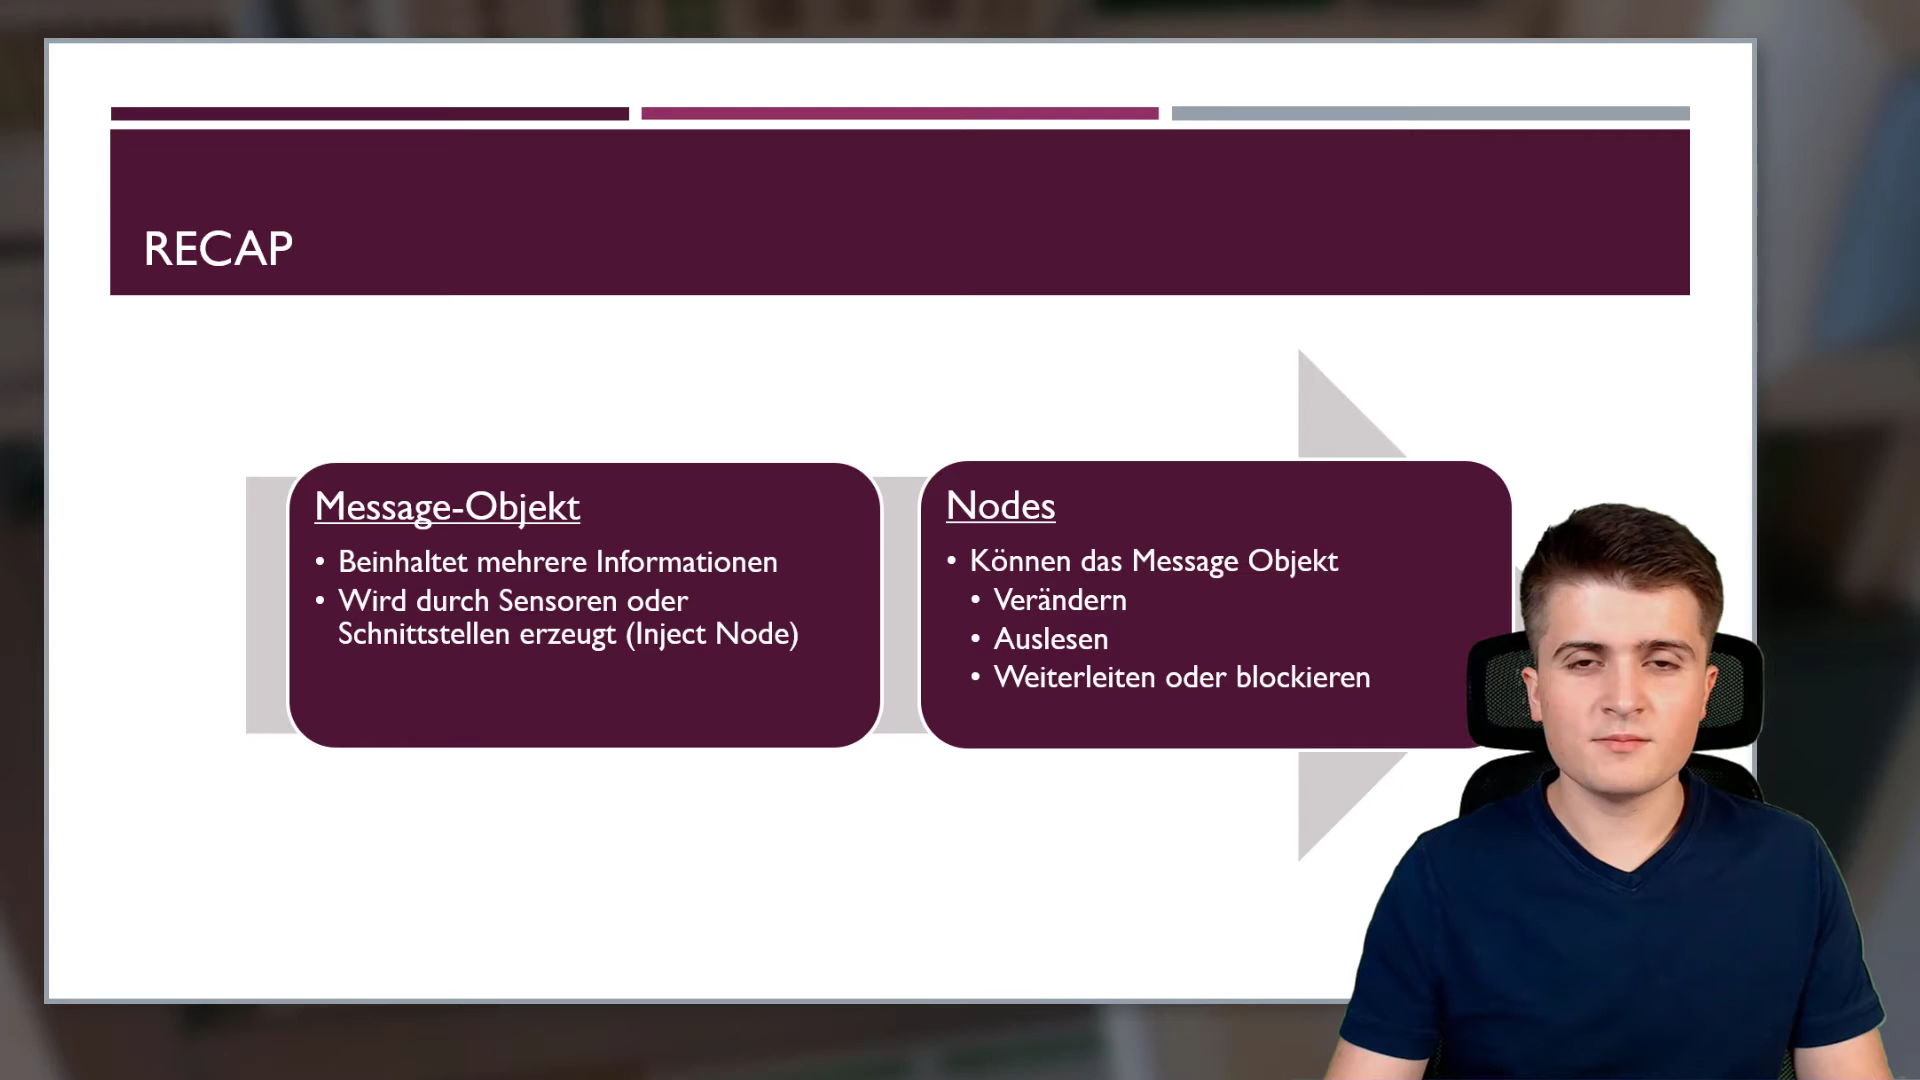 RECAP
Message-Objekt
• Beinhaltet mehrere Informationen
• Wird durch Sensoren oder
Schnittstellen erzeugt (Inject Node)
Nodes
• Können das Message Objekt
• Verändern
• Auslesen
• Weiterleiten oder blockieren